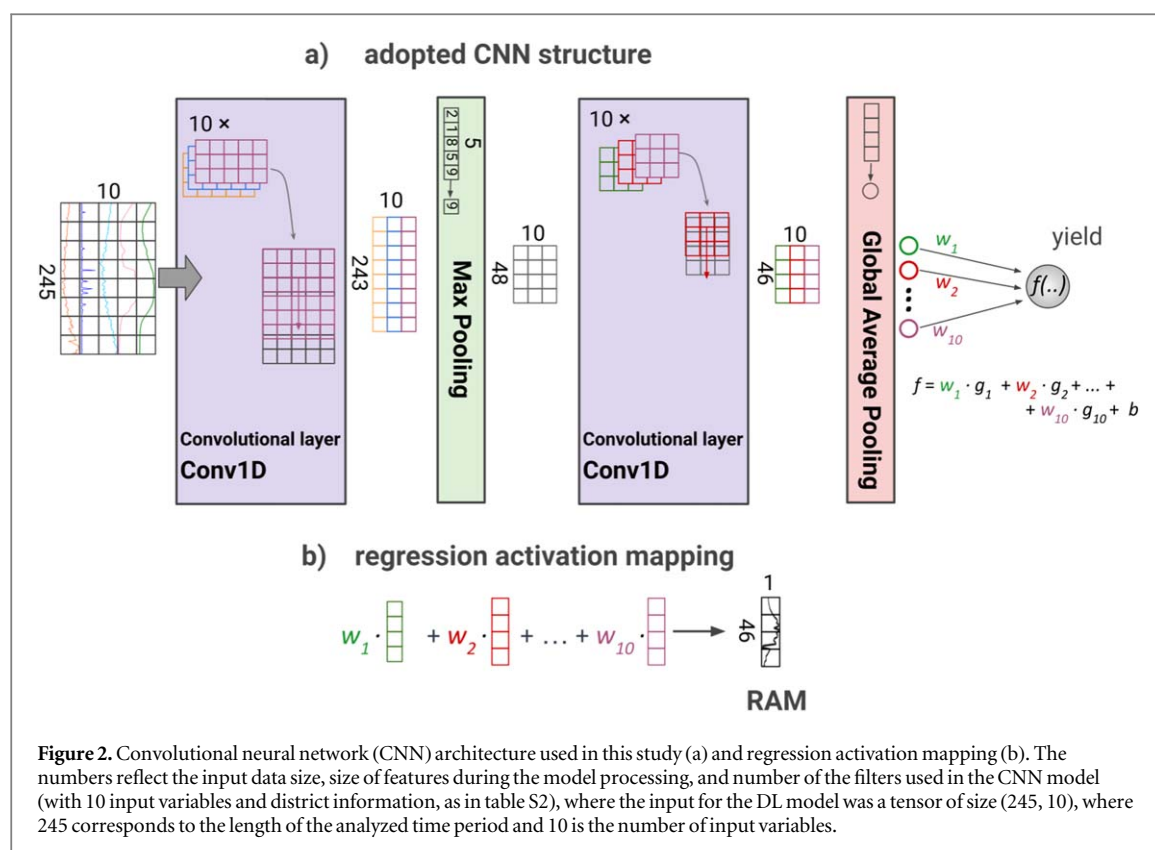 a) adopted CNN structure
10 ×
10
245
Convolutional layer
Conv1D
10
243
2 1 8 5 9
5
9
Max Pooling
10
48
10 ×
Convolutional layer
Conv1D
10
46
Global Average Pooling
w1
w2
w10
yield
f(..)
f = w1 · g1 + w2 · g2 + ... +
+ w10 · g10 + b
b) regression activation mapping
w1 · + w2 · + ... + w10 ·
1
46
RAM
Figure 2. Convolutional neural network (CNN) architecture used in this study (a) and regression activation mapping (b). The
numbers reflect the input data size, size of features during the model processing, and number of the filters used in the CNN model
(with 10 input variables and district information, as in table S2), where the input for the DL model was a tensor of size (245, 10), where
245 corresponds to the length of the analyzed time period and 10 is the number of input variables.